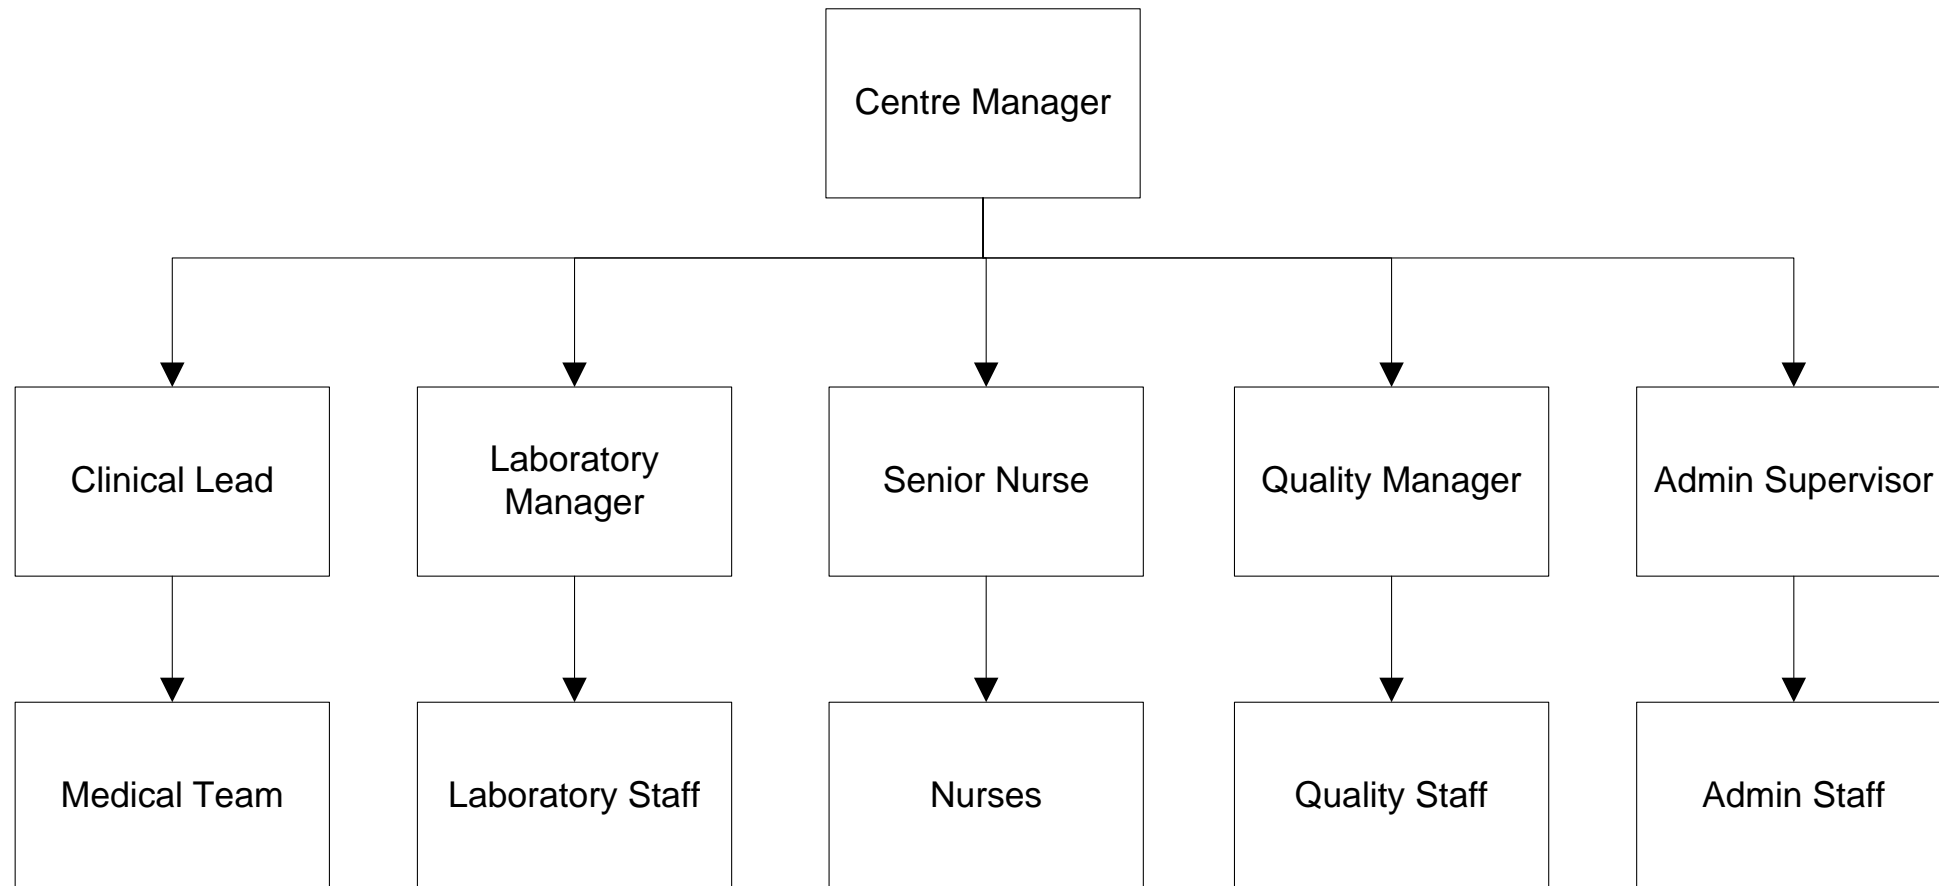 Centre Manager
Clinical Lead
Laboratory
Manager
Senior Nurse
Quality Manager
Admin Supervisor
Medical Team
Laboratory Staff
Nurses
Quality Staff
Admin Staff